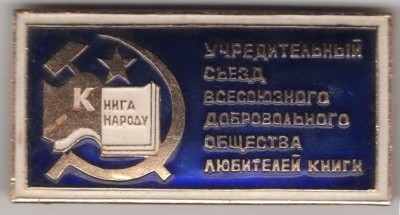 КНИГА
НАРОДУ
УЧРЕДИТЕЛЬНЫЙ
СЪЕЗД
ВСЕСОЮЗНОГО
ДОБРОВОЛЬНОГО
ОБЩЕСТВА
ЛЮБИТЕЛЕЙ КНИГИ